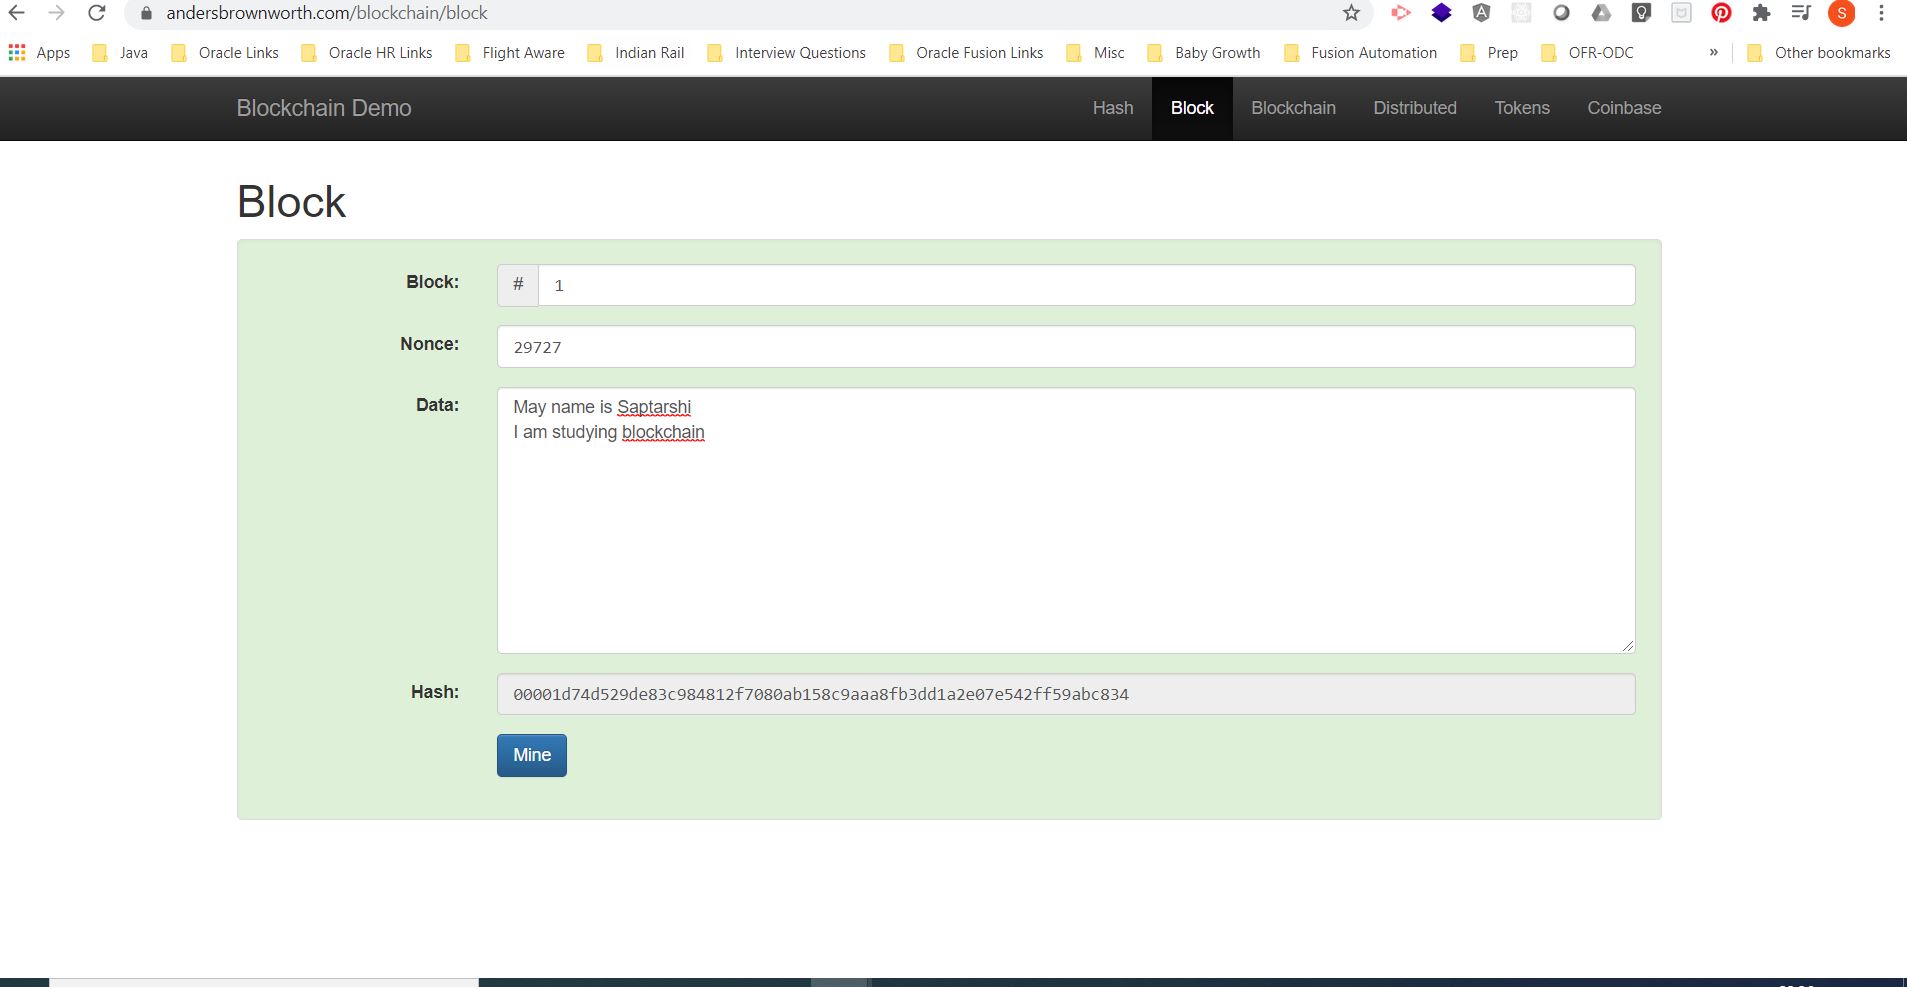 andersbrownworth.com/blockchain/block
S
Apps Java Oracle Links Oracle HR Links Flight Aware Indian Rail Interview Questions Oracle Fusion Links Misc Baby Growth Fusion Automation Prep OFR-ODC » Other bookmarks
Blockchain Demo Hash Block Blockchain Distributed Tokens Coinbase
Block
Block: # 1
Nonce: 29727
Data: May name is Saptarshi
I am studying blockchain
Hash: 00001d74d529de83c984812f7080ab158c9aaa8fb3dd1a2e07e542ff59abc834
Mine